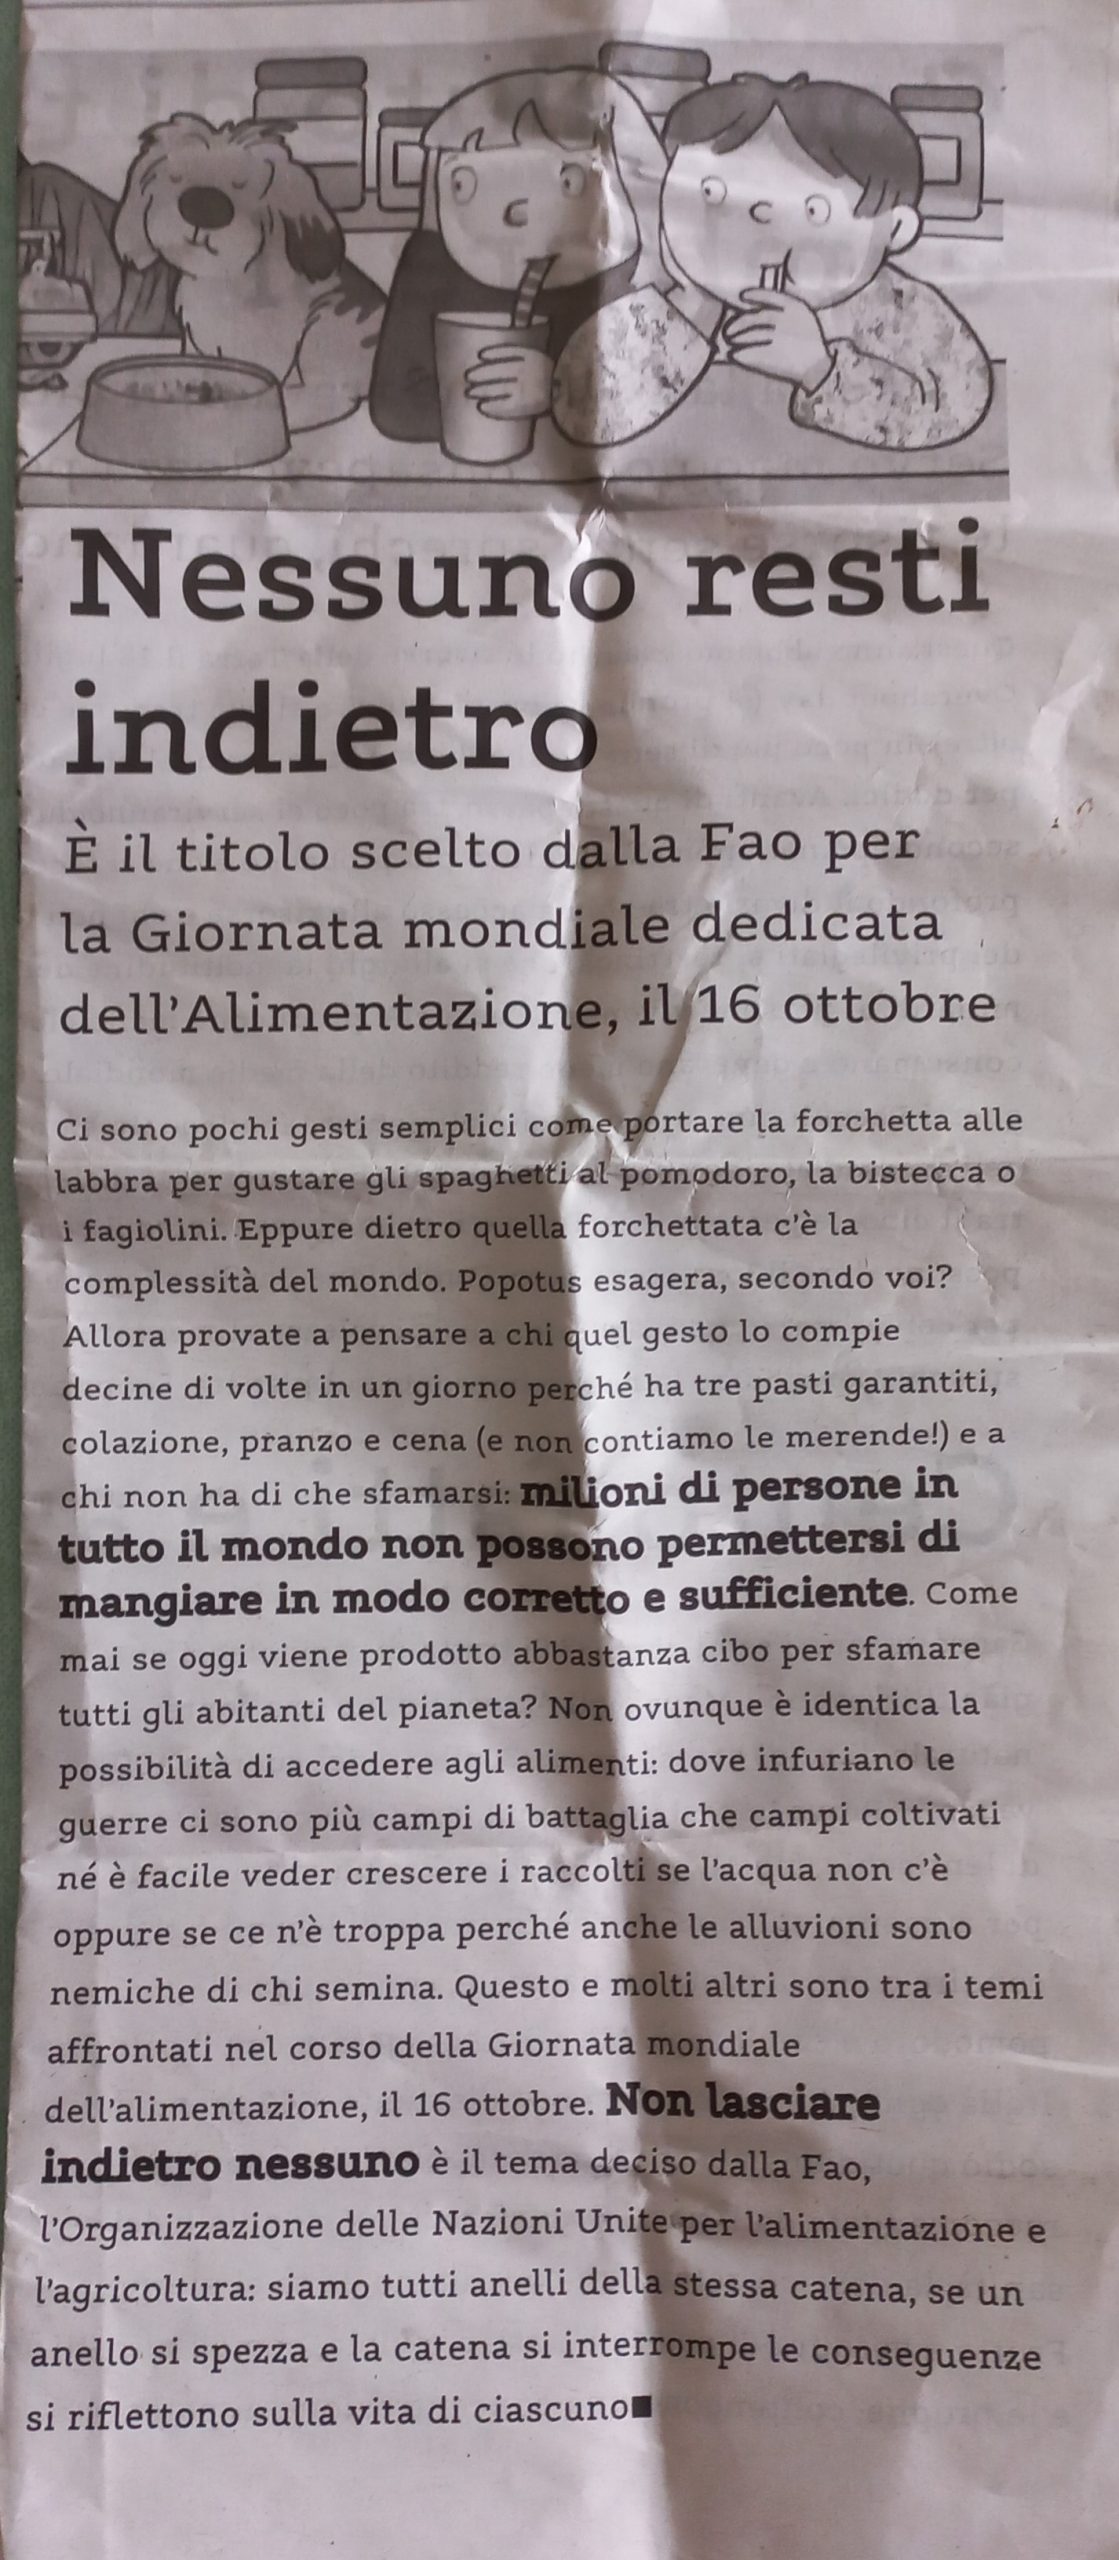 Nessuno resti
indietro
È il titolo scelto dalla Fao per
la Giornata mondiale dedicata
dell'Alimentazione, il 16 ottobre
Ci sono pochi gesti semplici come portare la forchetta alle
labbra per gustare gli spaghetti al pomodoro, la bistecca o
i fagiolini. Eppure dietro quella forchettata c'è la
complessità del mondo. Popotus esagera, secondo voi?
Allora provate a pensare a chi quel gesto lo compie
decine di volte in un giorno perché ha tre pasti garantiti,
colazione, pranzo e cena (e non contiamo le merende!) e a
chi non ha di che sfamarsi: milioni di persone in
tutto il mondo non possono permettersi di
mangiare in modo corretto e sufficiente. Come
mai se oggi viene prodotto abbastanza cibo per sfamare
tutti gli abitanti del pianeta? Non ovunque è identica la
possibilità di accedere agli alimenti: dove infuriano le
guerre ci sono più campi di battaglia che campi coltivati
né è facile veder crescere i raccolti se l'acqua non c'è
oppure se ce n'è troppa perché anche le alluvioni sono
nemiche di chi semina. Questo e molti altri sono tra i temi
affrontati nel corso della Giornata mondiale
dell'alimentazione, il 16 ottobre. Non lasciare
indietro nessuno è il tema deciso dalla Fao,
l'Organizzazione delle Nazioni Unite per l'alimentazione e
l'agricoltura: siamo tutti anelli della stessa catena, se un
anello si spezza e la catena si interrompe le conseguenze
si riflettono sulla vita di ciascuno■